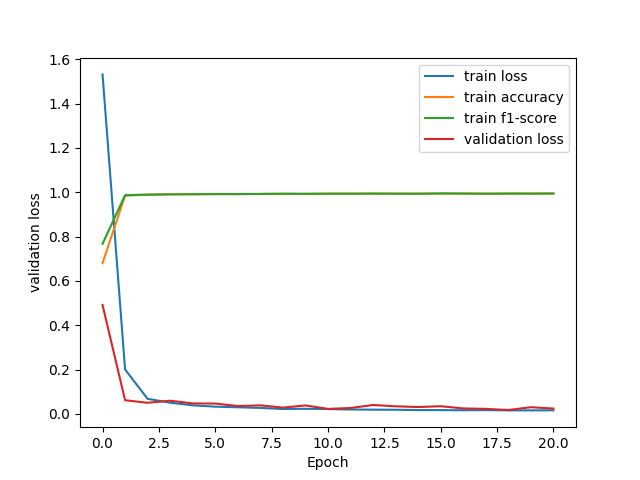 train loss
train accuracy
train f1-score
validation loss
validation loss
1.6
1.4
1.2
1.0
0.8
0.6
0.4
0.2
0.0
0.0 2.5 5.0 7.5 10.0 12.5 15.0 17.5 20.0
Epoch